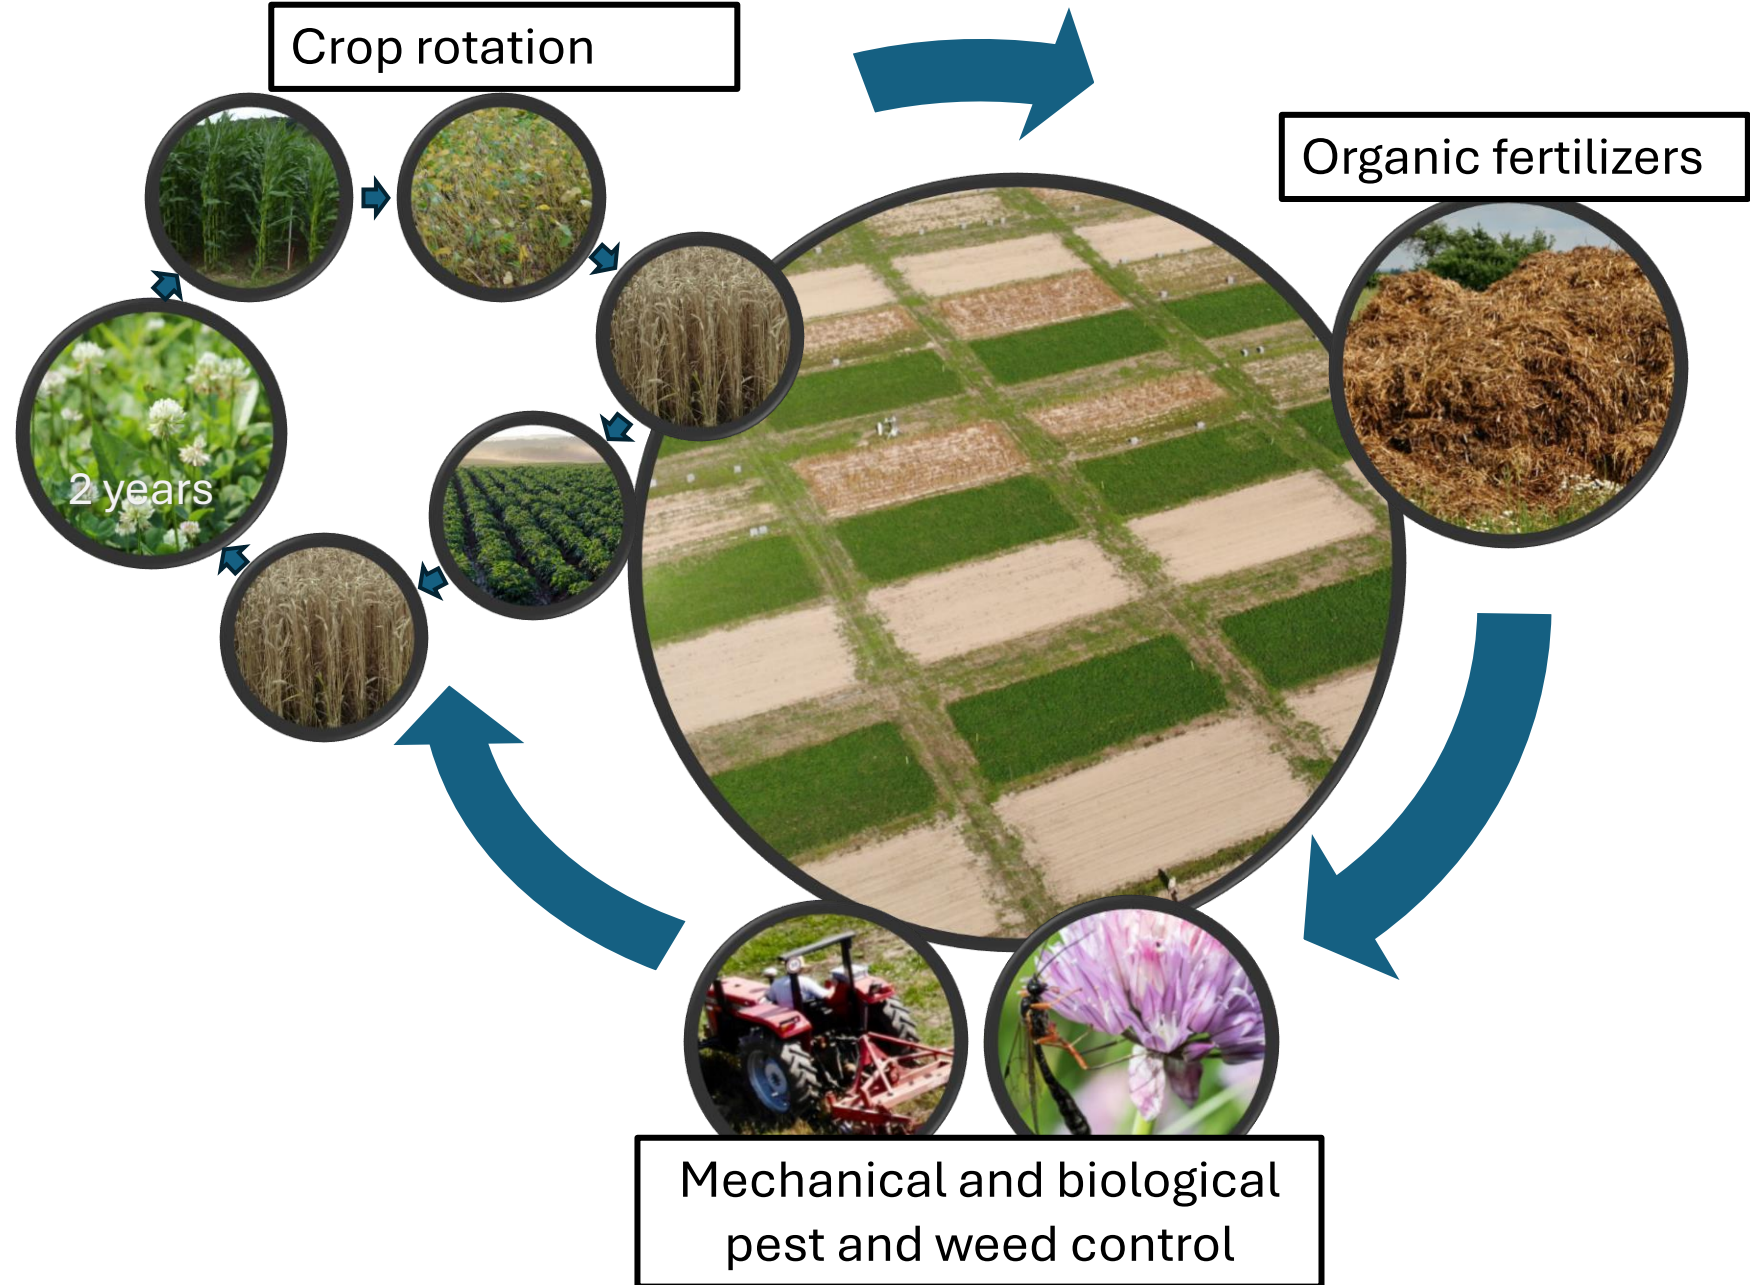 Crop rotation
Organic fertilizers
2 years
Mechanical and biological
pest and weed control